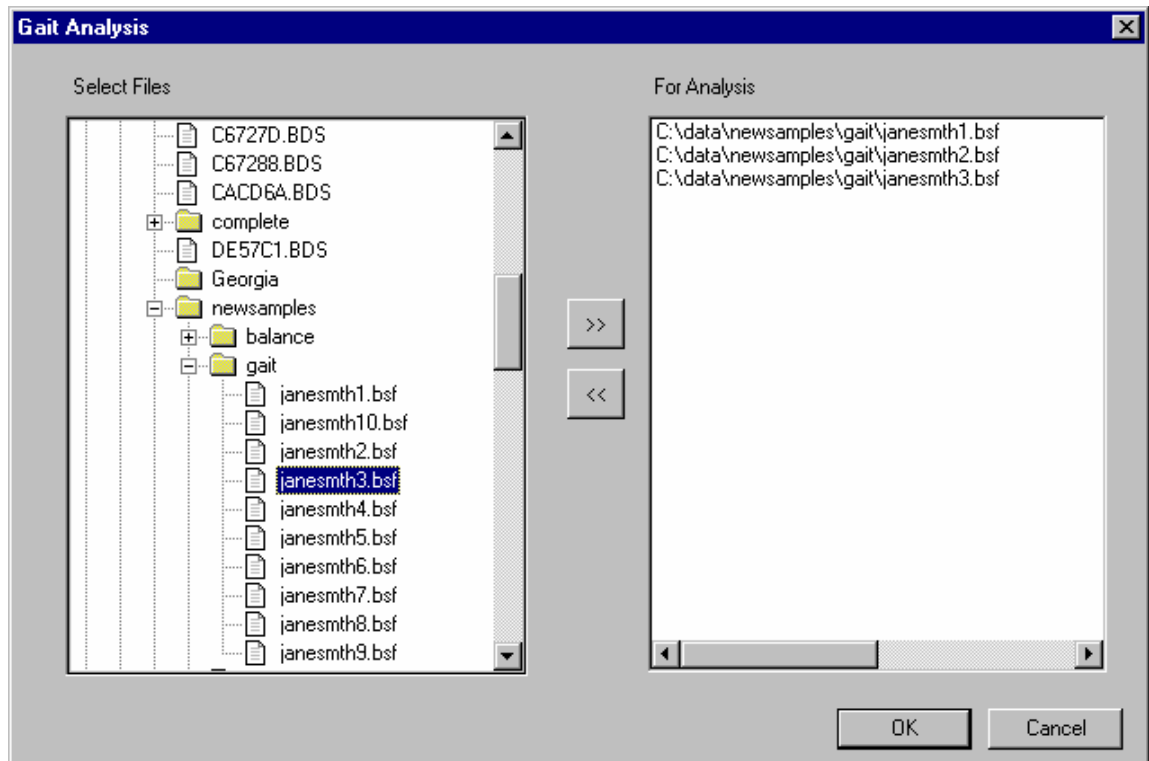 Gait Analysis
Select Files
C6727D.BDS
C67288.BDS
CACD6A.BDS
complete
DE57C1.BDS
Georgia
newsamples
balance
gait
janesmth1.bsf
janesmth10.bsf
janesmth2.bsf
janesmth3.bsf
janesmth4.bsf
janesmth5.bsf
janesmth6.bsf
janesmth7.bsf
janesmth8.bsf
janesmth9.bsf
>>
<<
For Analysis
C:\data\newsamples\gait\janesmth1.bsf
C:\data\newsamples\gait\janesmth2.bsf
C:\data\newsamples\gait\janesmth3.bsf
OK
Cancel